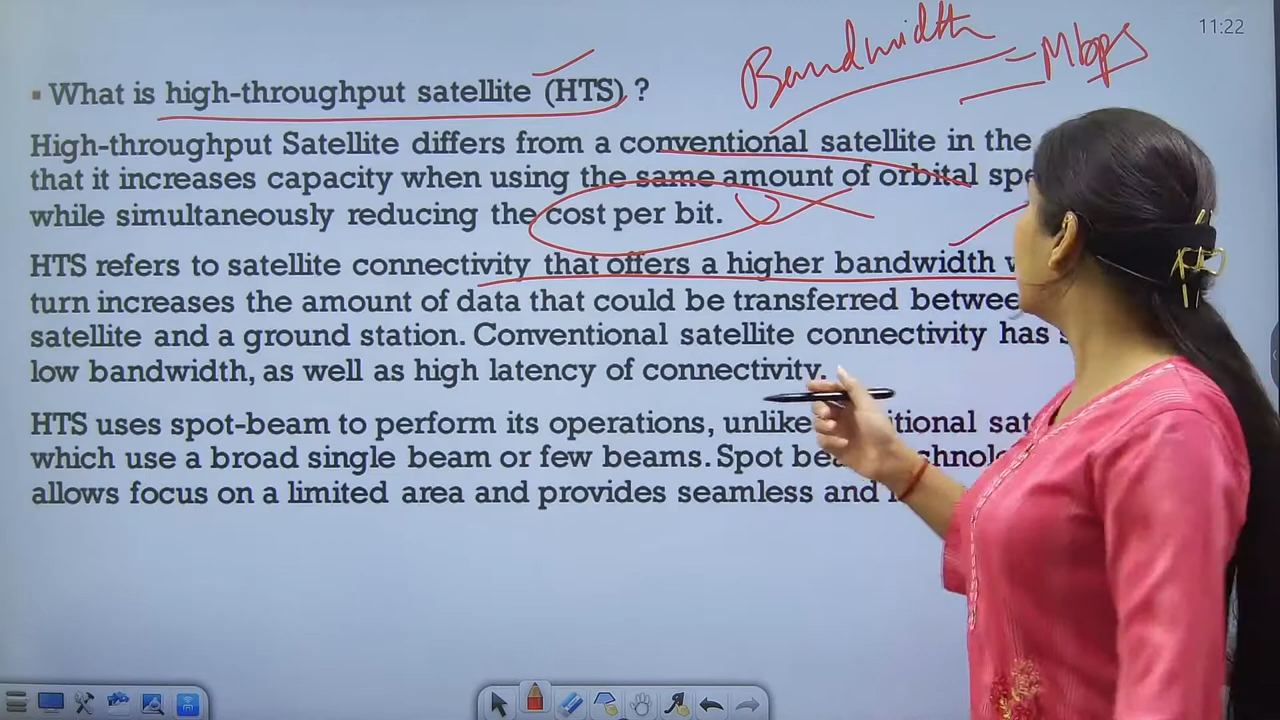 Bandwidth - Mbps
11:22
▪ What is high-throughput satellite (HTS) ?
High-throughput Satellite differs from a conventional satellite in the
that it increases capacity when using the same amount of orbital spe
while simultaneously reducing the cost per bit.
HTS refers to satellite connectivity that offers a higher bandwidth
turn increases the amount of data that could be transferred betwee
satellite and a ground station. Conventional satellite connectivity has
low bandwidth, as well as high latency of connectivity.
HTS uses spot-beam to perform its operations, unlike itional sat
which use a broad single beam or few beams. Spot bea chnolo
allows focus on a limited area and provides seamless and